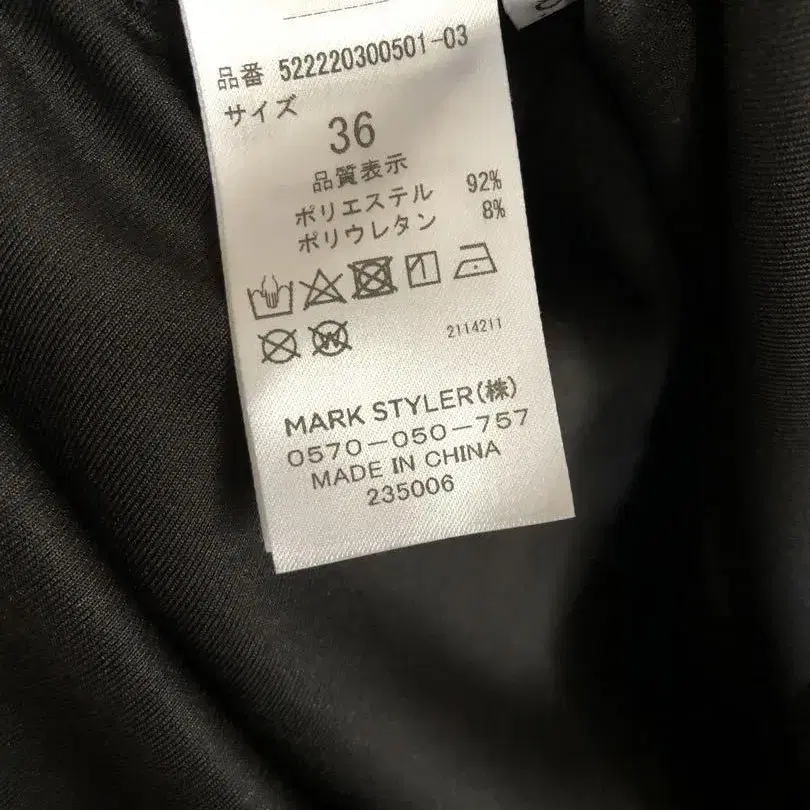 品番 522220300501-03
サイズ
36
品質表示
ポリエステル 92%
ポリウレタン 8%
W
2114211
MARK STYLER(株)
0570-050-757
MADE IN CHINA
235006